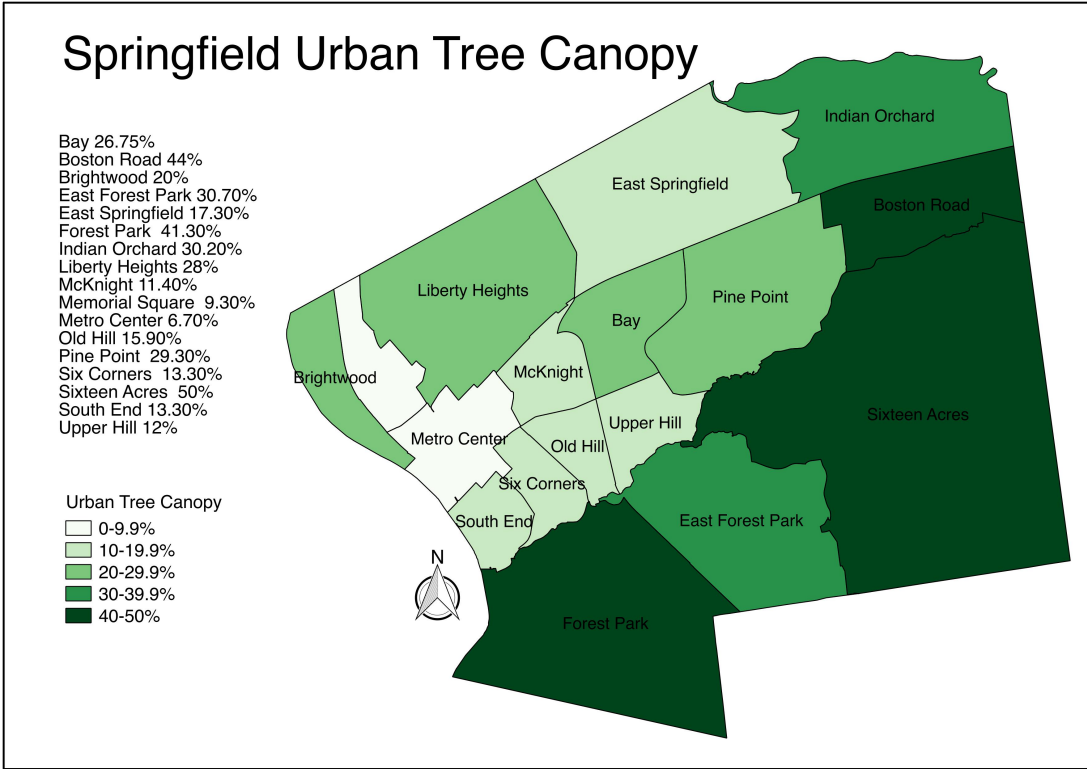 Springfield Urban Tree Canopy
Bay 26.75%
Boston Road 44%
Brightwood 20%
East Forest Park 30.70%
East Springfield 17.30%
Forest Park  41.30%
Indian Orchard 30.20%
Liberty Heights 28%
McKnight 11.40%
Memorial Square  9.30%
Metro Center 6.70%
Old Hill 15.90%
Pine Point  29.30%
Six Corners  13.30%
Sixteen Acres  50%
South End 13.30%
Upper Hill 12%
Urban Tree Canopy
0-9.9%
10-19.9%
20-29.9%
30-39.9%
40-50%
N
Indian Orchard
East Springfield
Boston Road
Liberty Heights
Pine Point
Bay
Brightwood
McKnight
Sixteen Acres
Upper Hill
Metro Center
Old Hill
Six Corners
South End
East Forest Park
Forest Park